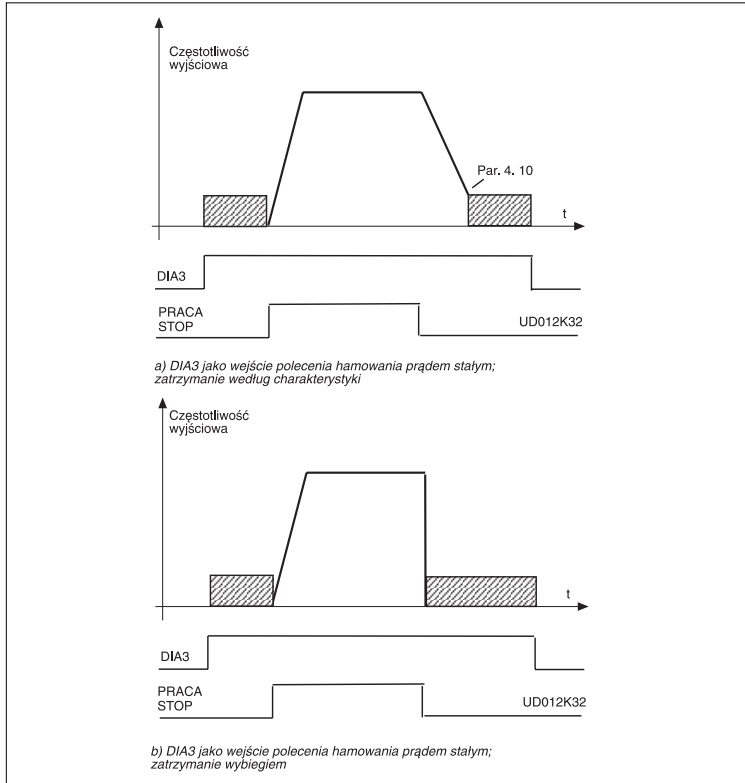 Częstotliwość
wyjściowa
Par. 4. 10
t
DIA3
PRACA
STOP
UD012K32
a) DIA3 jako wejście polecenia hamowania prądem stałym;
zatrzymanie według charakterystyki
Częstotliwość
wyjściowa
t
DIA3
PRACA
STOP
UD012K32
b) DIA3 jako wejście polecenia hamowania prądem stałym;
zatrzymanie wybiegiem